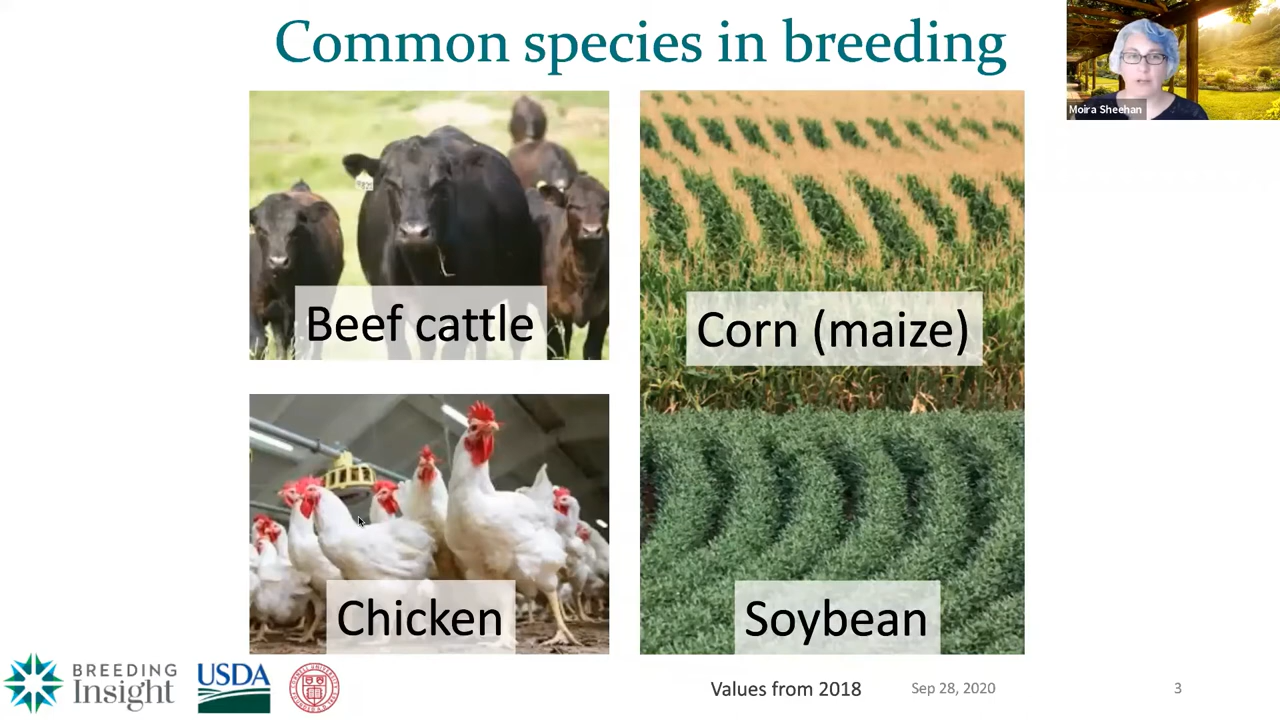 Common species in breeding
Moira Sheehan
Beef cattle
Corn (maize)
Chicken
Soybean
BREEDING
Insight
USDA
Values from 2018
Sep 28, 2020
3